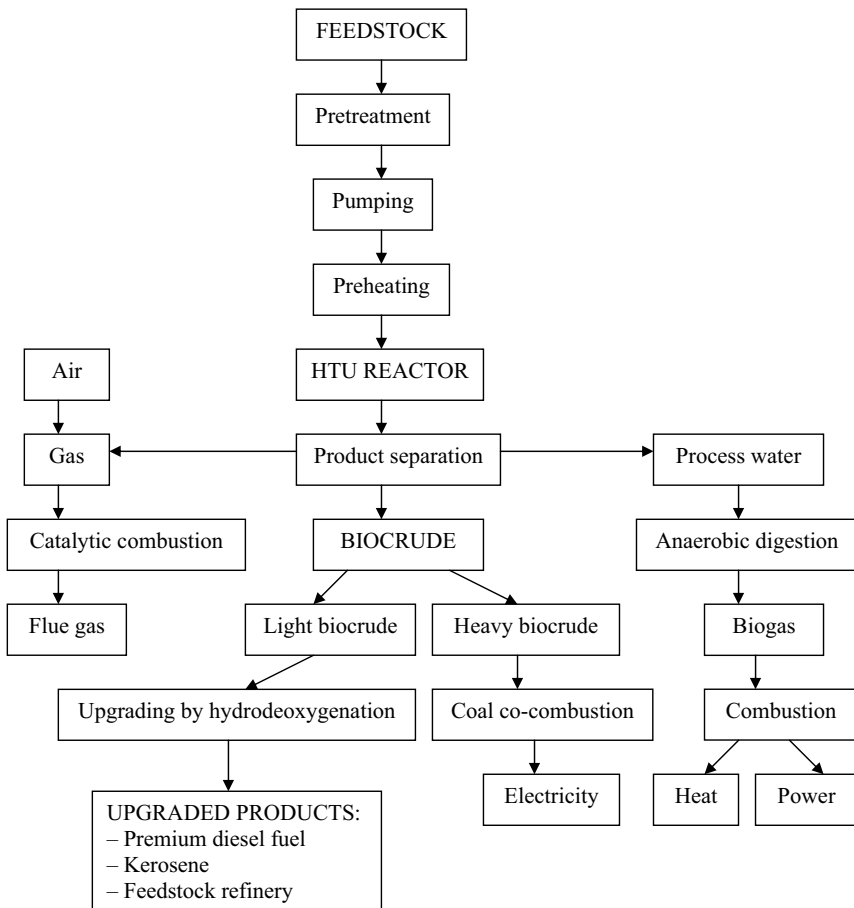 FEEDSTOCK
Pretreatment
Pumping
Preheating
Air
HTU REACTOR
Gas
Product separation
Process water
Catalytic combustion
BIOCRUDE
Anaerobic digestion
Flue gas
Light biocrude
Heavy biocrude
Biogas
Upgrading by hydrodeoxygenation
Coal co-combustion
Combustion
UPGRADED PRODUCTS:
– Premium diesel fuel
– Kerosene
– Feedstock refinery
Electricity
Heat
Power